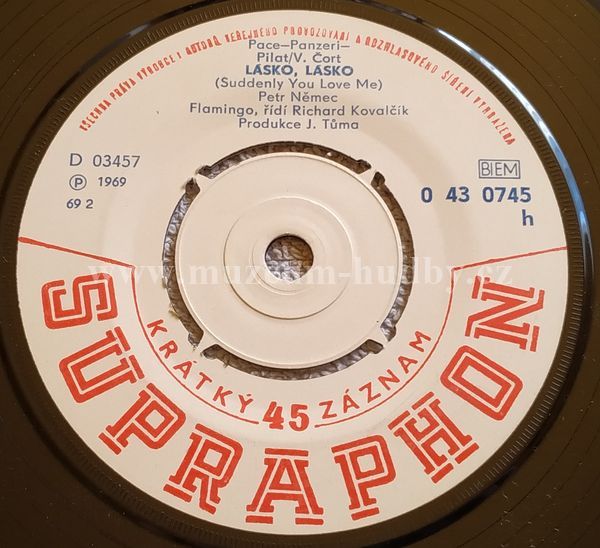 VŠECHNA PRÁVA VÝROBCE I AUTORŮ VEŘEJNÉHO PROVOZOVÁNÍ A ROZHLASOVÉHO ŠÍŘENÍ VYHRAŽENA
Pace-Panzeri-
Pilat/V. Čort
LÁSKO, LÁSKO
(Suddenly You Love Me)
Petr Němec
Flamingo, řídí Richard Kovalčík
Produkce J. Tůma
D 03457
Ⓟ 1969
69 2
BIEM
0 43 0745
h
www.muzeum-hudby.cz
KRÁTKÝ 45 ZÁZNAM
SUPRAPHON